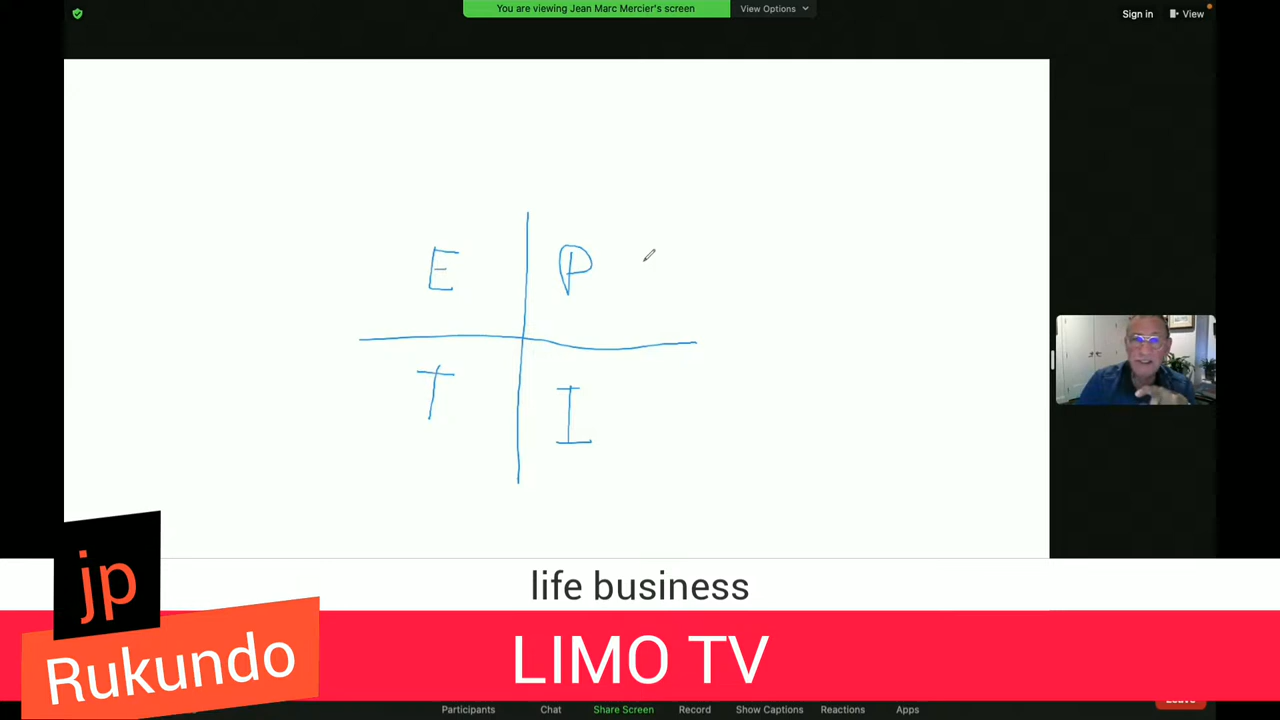 You are viewing Jean Marc Mercier's screen
View Options
Sign in
View
E P
T I
life business
jp
Rukundo
LIMO TV
Participants
Chat
Share Screen
Record
Show Captions
Reactions
Apps
Leave